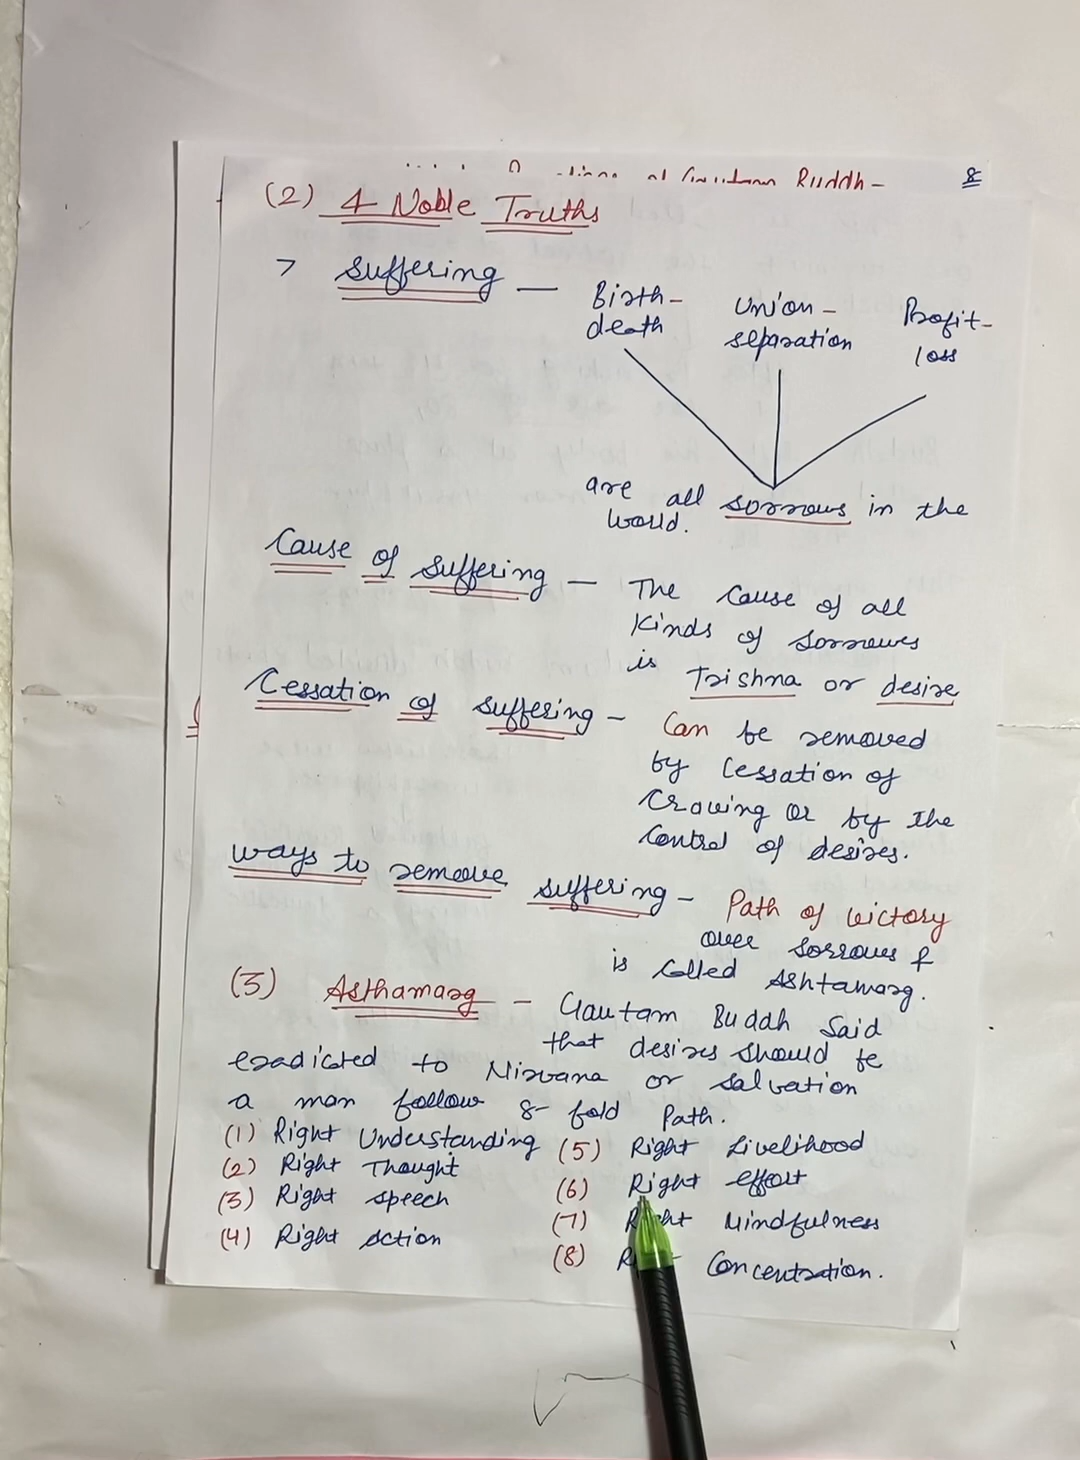 Buddh -
8
(2) 4 Noble Truths
> Suffering — Birth- death Union - separation Profit- loss
are all sorrows in the
world.
Cause of suffering — The cause of all
kinds of sorrows
is Trishna or desire
Cessation of suffering - Can be removed
by cessation of
craving or by the
control of desires.
ways to remove suffering - Path of victory
over sorrows &
is called Ashtamarg.
(3) Asthamarg - Gautam Buddh said
that desires should be
eradicted to Nirvana or salvation
a man follow 8- fold Path.
(1) Right Understanding (5) Right Livelihood
(2) Right Thought (6) Right effort
(3) Right speech (7) Right Mindfulness
(4) Right action (8) Concentration.